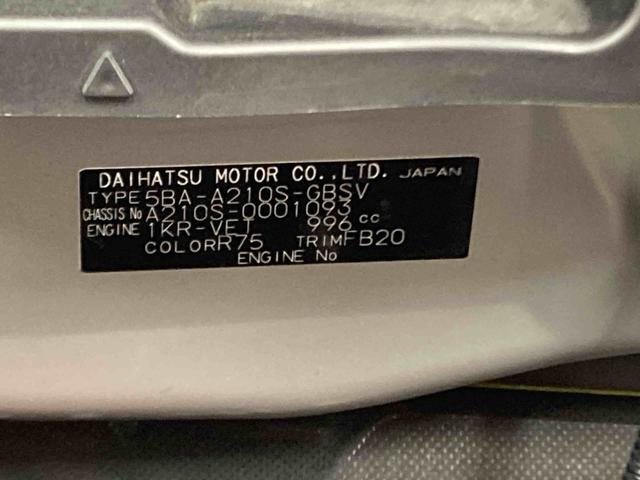 DAIHATSU MOTOR CO.,LTD. JAPAN
TYPE 5BA-A210S-GBSV
CHASSIS No A210S-0001093
ENGINE 1KR-VET 996 cc
COLOR R75 TRIM FB20
ENGINE No